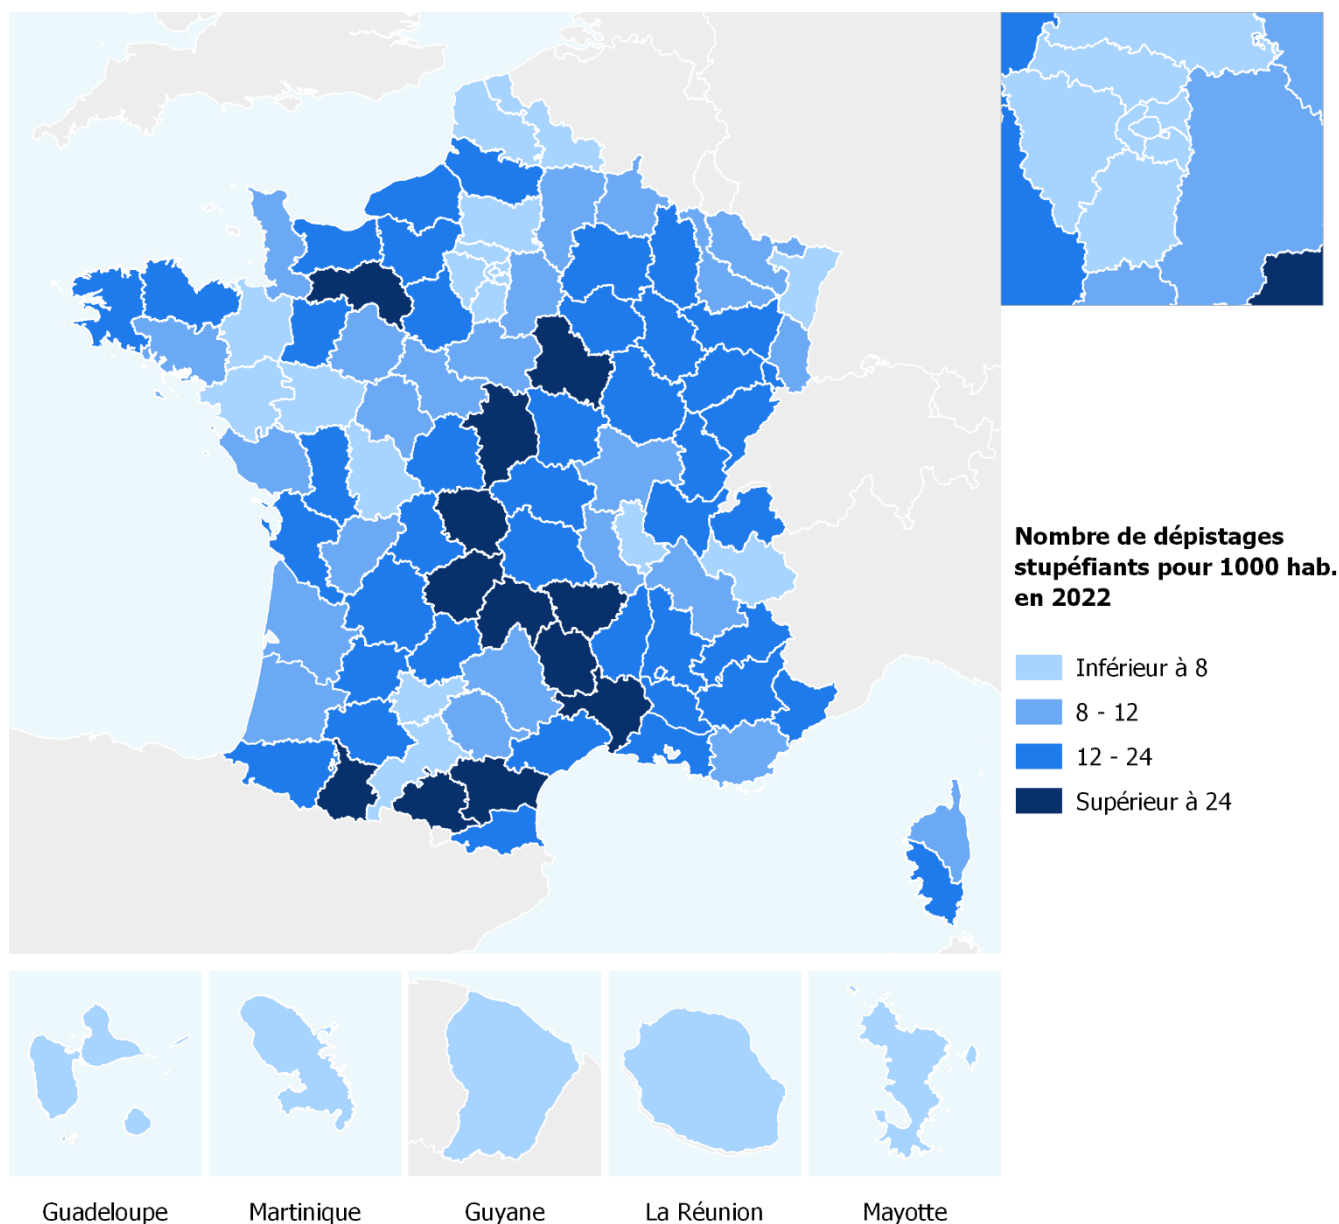 Nombre de dépistages
stupéfiants pour 1000 hab.
en 2022
Inférieur à 8
8 - 12
12 - 24
Supérieur à 24
Guadeloupe
Martinique
Guyane
La Réunion
Mayotte